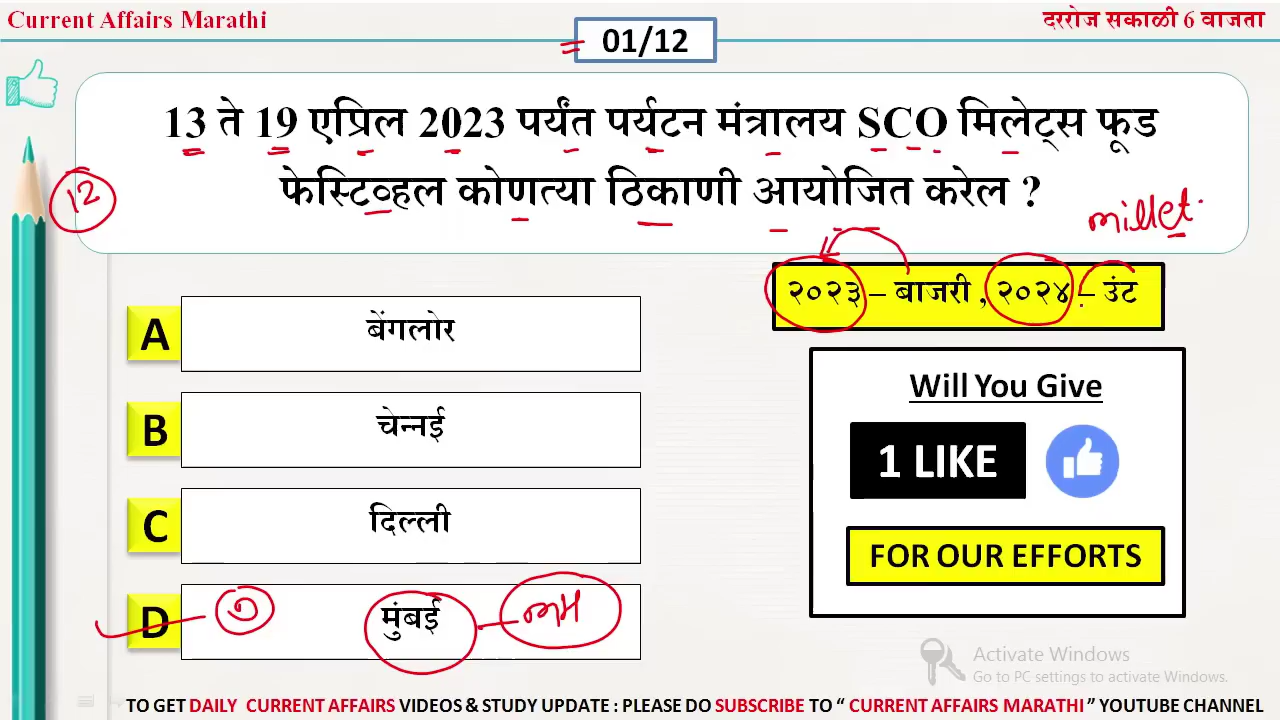 Current Affairs Marathi
दररोज सकाळी 6 वाजता
01/12
13 ते 19 एप्रिल 2023 पर्यंत पर्यटन मंत्रालय SCO मिलेट्स फूड
फेस्टिव्हल कोणत्या ठिकाणी आयोजित करेल ?
12
millet
२०२३ – बाजरी , २०२४ – उंट
A
बेंगलोर
B
चेन्नई
C
दिल्ली
D
मुंबई
Will You Give
1 LIKE
FOR OUR EFFORTS
Activate Windows
Go to PC settings to activate Windows.
TO GET DAILY CURRENT AFFAIRS VIDEOS & STUDY UPDATE : PLEASE DO SUBSCRIBE TO “ CURRENT AFFAIRS MARATHI ” YOUTUBE CHANNEL